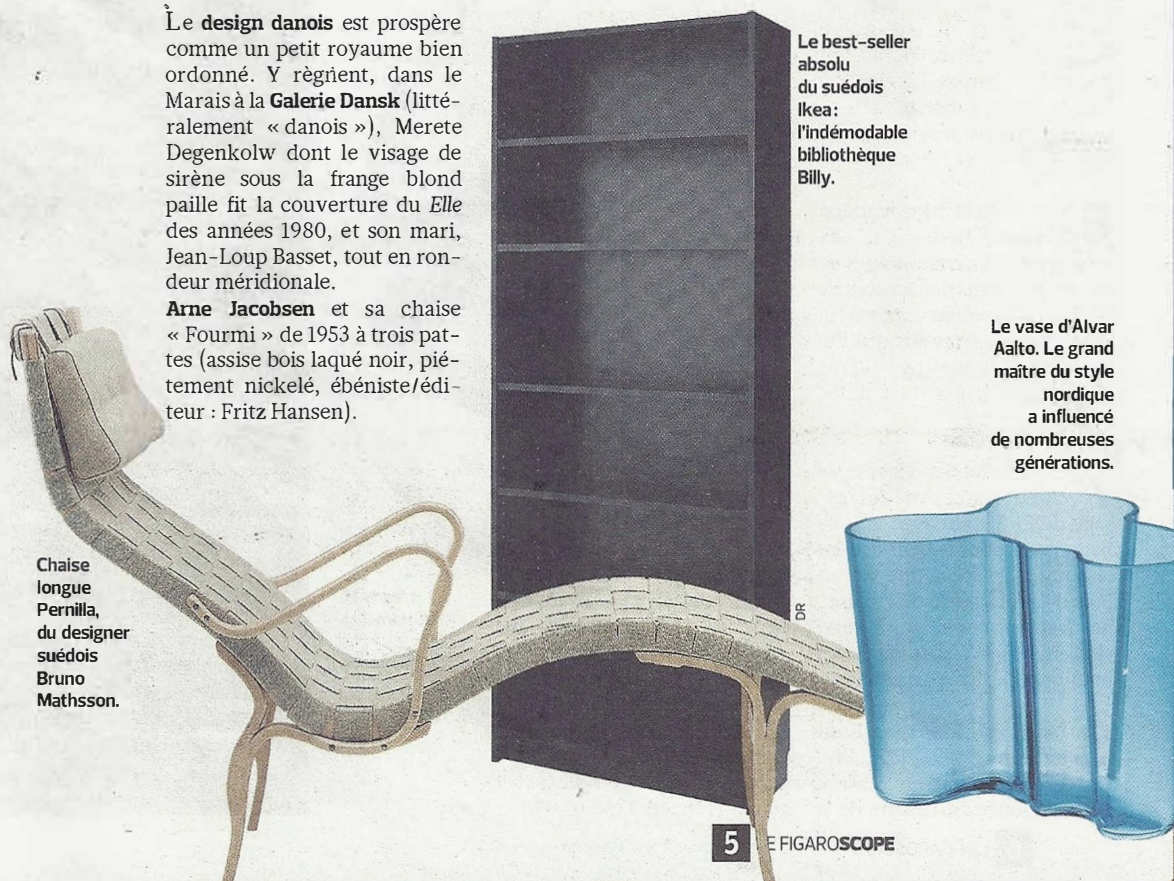 Le design danois est prospère
comme un petit royaume bien
ordonné. Y règnent, dans le
Marais à la Galerie Dansk (litté-
ralement « danois »), Merete
Degenkolw dont le visage de
sirène sous la frange blond
paille fit la couverture du Elle
des années 1980, et son mari,
Jean-Loup Basset, tout en ron-
deur méridionale.
Arne Jacobsen et sa chaise
« Fourmi » de 1953 à trois pat-
tes (assise bois laqué noir, pié-
tement nickelé, ébéniste/édi-
teur : Fritz Hansen).
Le best-seller
absolu
du suédois
Ikea :
l'indémodable
bibliothèque
Billy.
Le vase d'Alvar
Aalto. Le grand
maître du style
nordique
a influencé
de nombreuses
générations.
Chaise
longue
Pernilla,
du designer
suédois
Bruno
Mathsson.
DR
5 E FIGAROSCOPE